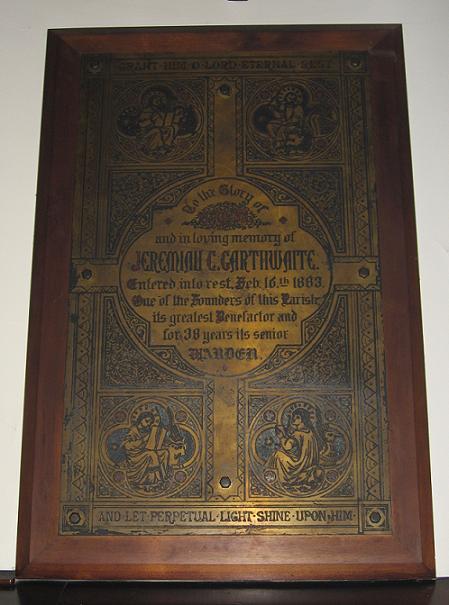 GRANT · HIM · O · LORD · ETERNAL · REST
To the Glory of
and in loving memory of
JEREMIAH C. GARTHWAITE.
Entered into rest, Feb. 16.th 1883.
One of the Founders of this Parish:
its greatest Benefactor and
for 38 years its senior
WARDEN.
AND · LET · PERPETUAL · LIGHT · SHINE · UPON · HIM ·